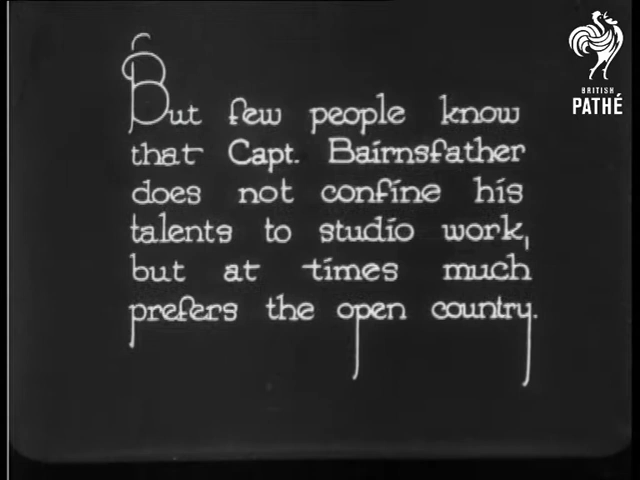 But few people know
that Capt. Bairnsfather
does not confine his
talents to studio work,
but at times much
prefers the open country.
BRITISH
PATHÉ